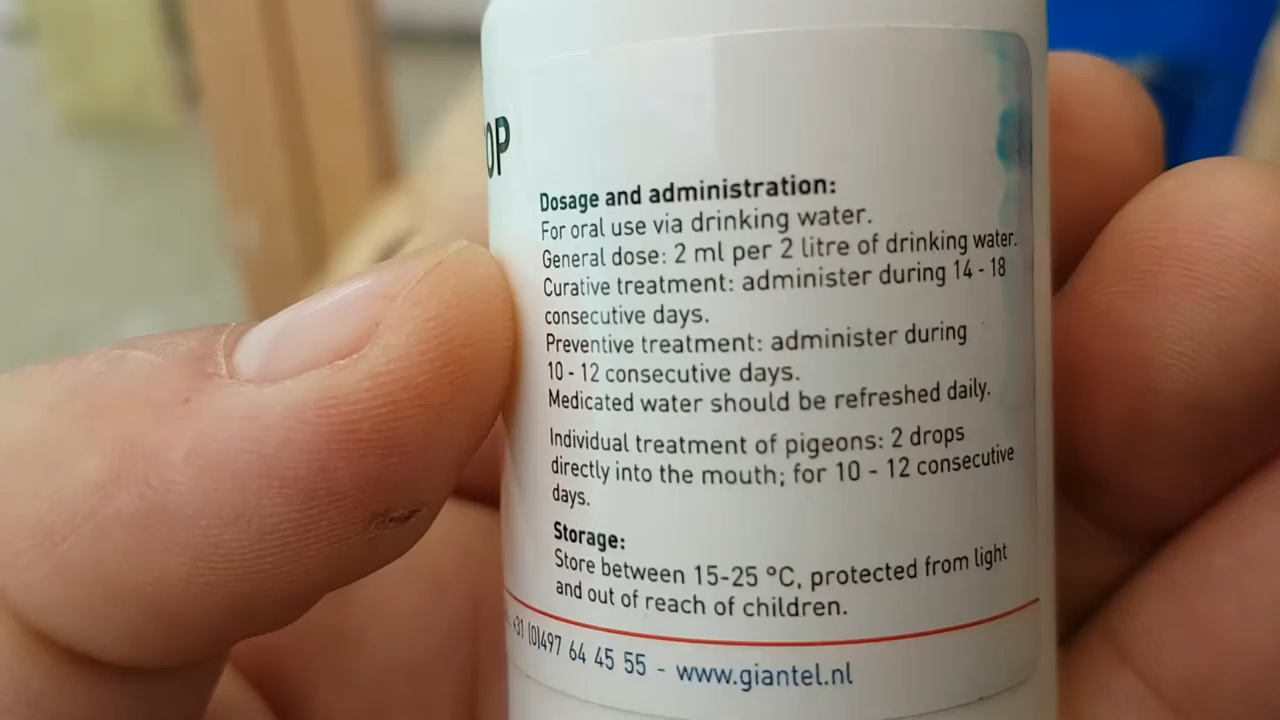 OP
Dosage and administration:
For oral use via drinking water.
General dose: 2 ml per 2 litre of drinking water.
Curative treatment: administer during 14 - 18
consecutive days.
Preventive treatment: administer during
10 - 12 consecutive days.
Medicated water should be refreshed daily.
Individual treatment of pigeons: 2 drops
directly into the mouth; for 10 - 12 consecutive
days.
Storage:
Store between 15-25 °C, protected from light
and out of reach of children.
+31 (0)497 64 45 55 - www.giantel.nl